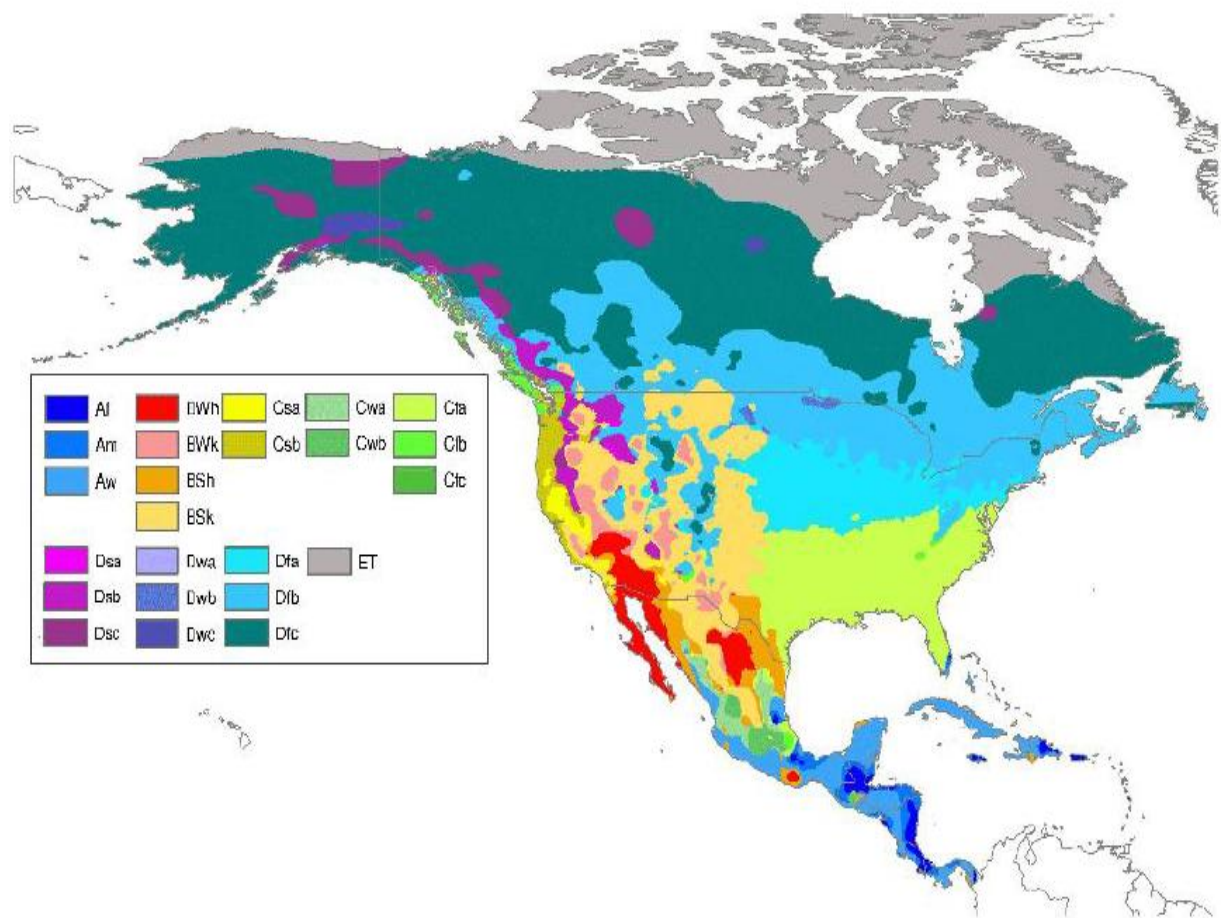 Af BWh Csa Cwa Cfa
Am BWk Csb Cwb Cfb
Aw BSh Cfc
BSk
Dsa Dwa Dfa ET
Dsb Dwb Dfb
Dsc Dwc Dfc